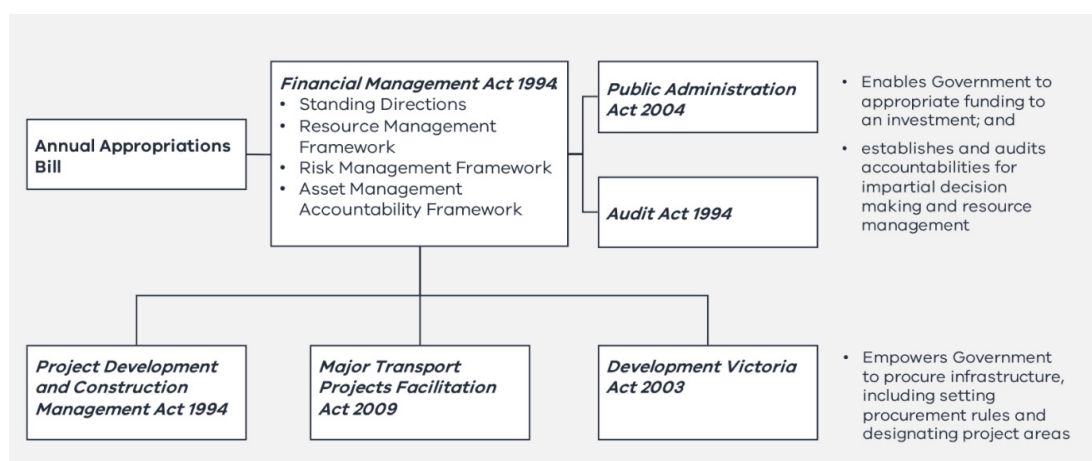 Annual Appropriations
Bill
Financial Management Act 1994
• Standing Directions
• Resource Management
Framework
• Risk Management Framework
• Asset Management
Accountability Framework
Public Administration
Act 2004
Audit Act 1994
• Enables Government to
appropriate funding to
an investment; and
• establishes and audits
accountabilities for
impartial decision
making and resource
management
Project Development
and Construction
Management Act 1994
Major Transport
Projects Facilitation
Act 2009
Development Victoria
Act 2003
• Empowers Government
to procure infrastructure,
including setting
procurement rules and
designating project areas